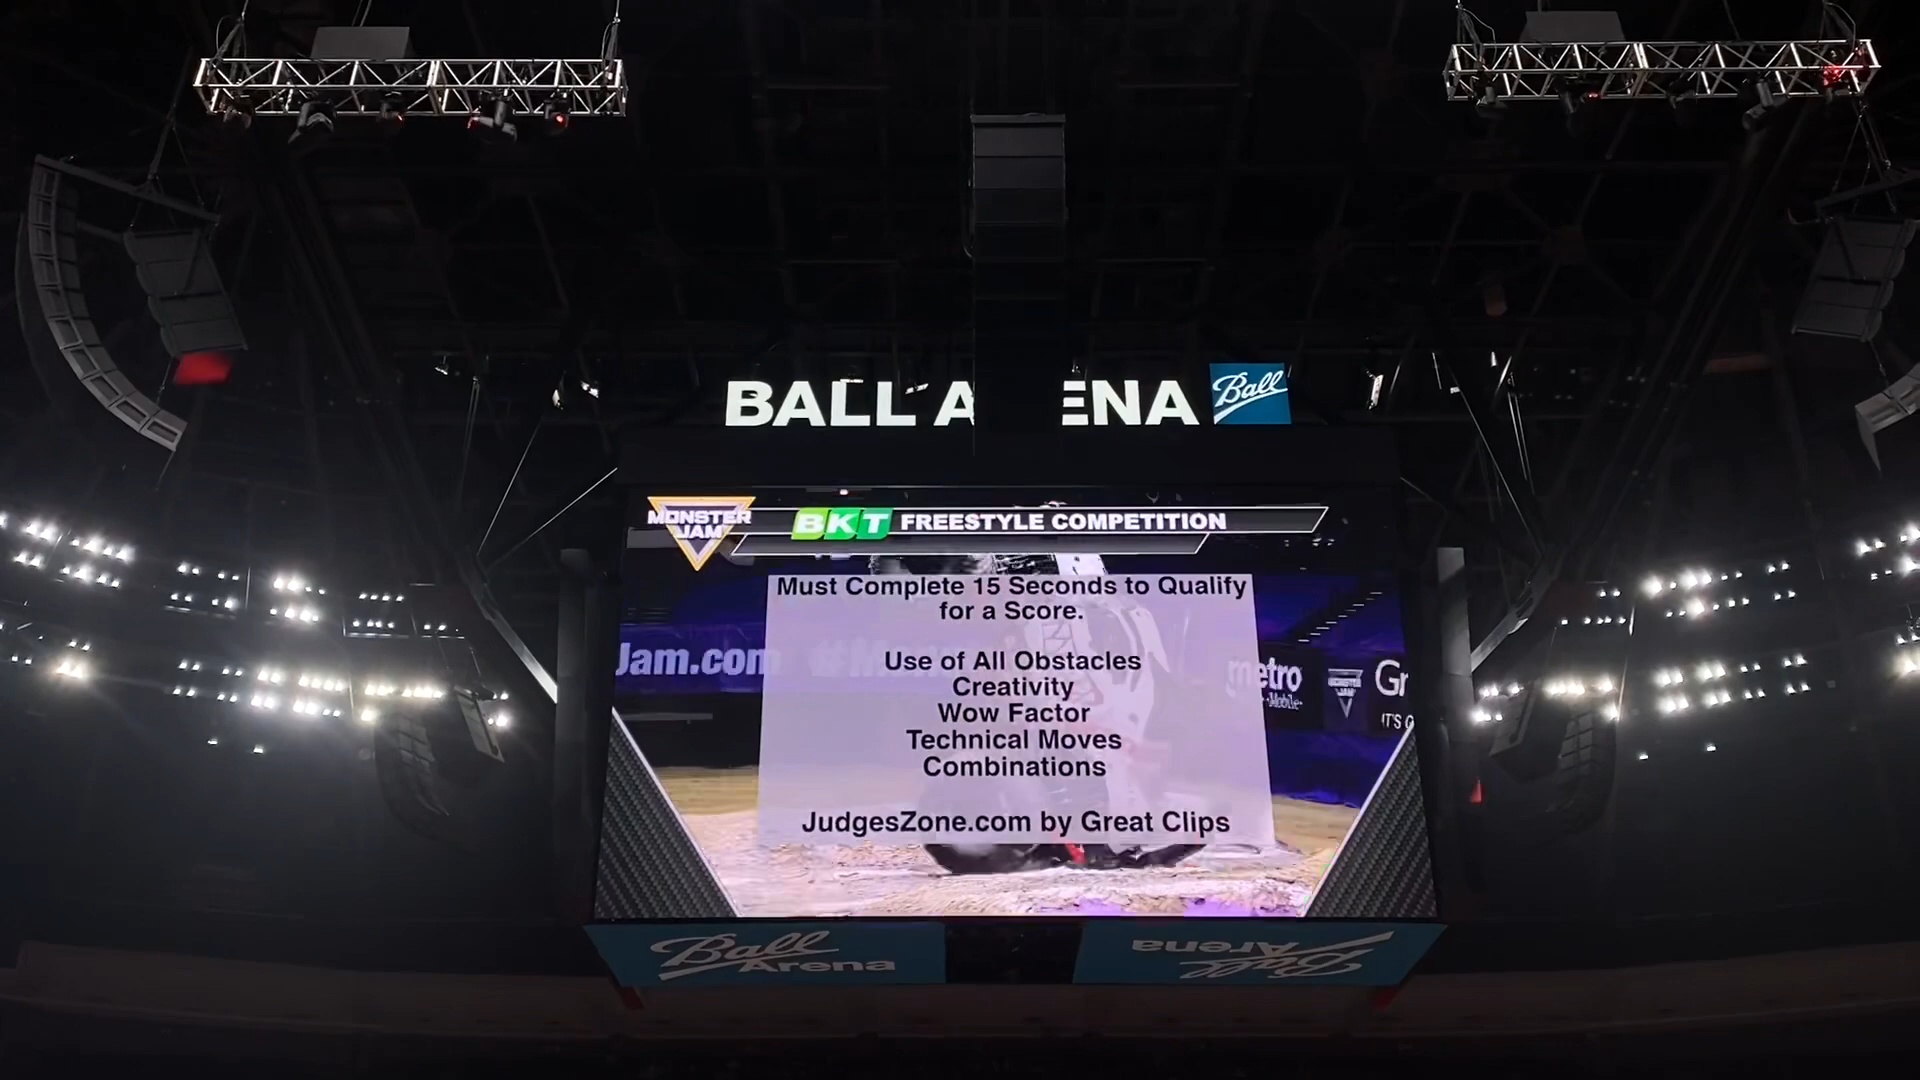 BALL A ENA Ball
MONSTER
JAM
BKT FREESTYLE COMPETITION
Must Complete 15 Seconds to Qualify
for a Score.
Jam.com
metro
Gr
IT'S
Use of All Obstacles
Creativity
Wow Factor
Technical Moves
Combinations
JudgesZone.com by Great Clips
Ball
Arena
Ball
Arena